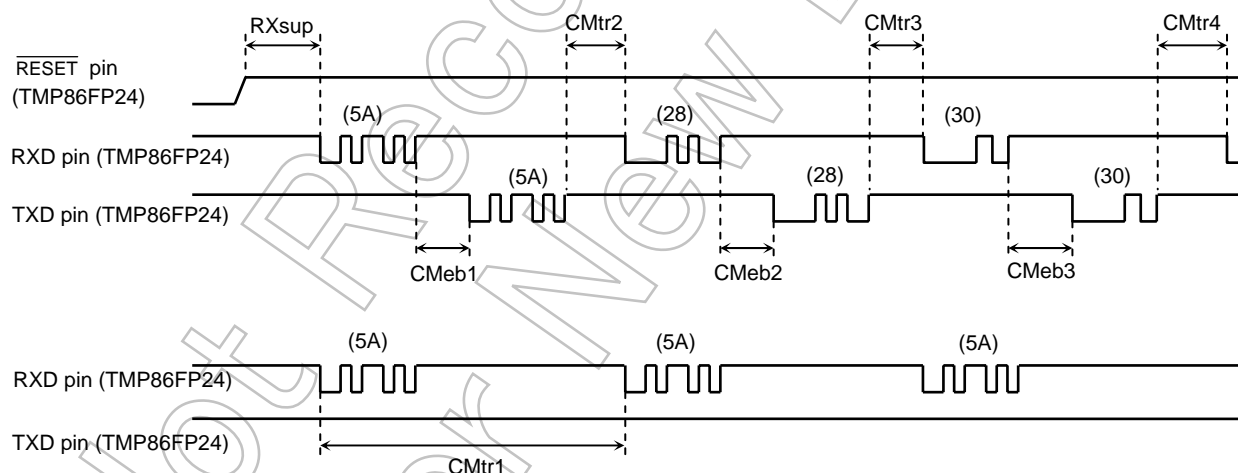 RXsup
CMtr2
CMtr3
CMtr4
RESET pin
(TMP86FP24)
(5A)
(28)
(30)
RXD pin (TMP86FP24)
(5A)
(28)
(30)
TXD pin (TMP86FP24)
CMeb1
CMeb2
CMeb3
(5A)
(5A)
(5A)
RXD pin (TMP86FP24)
TXD pin (TMP86FP24)
CMtr1